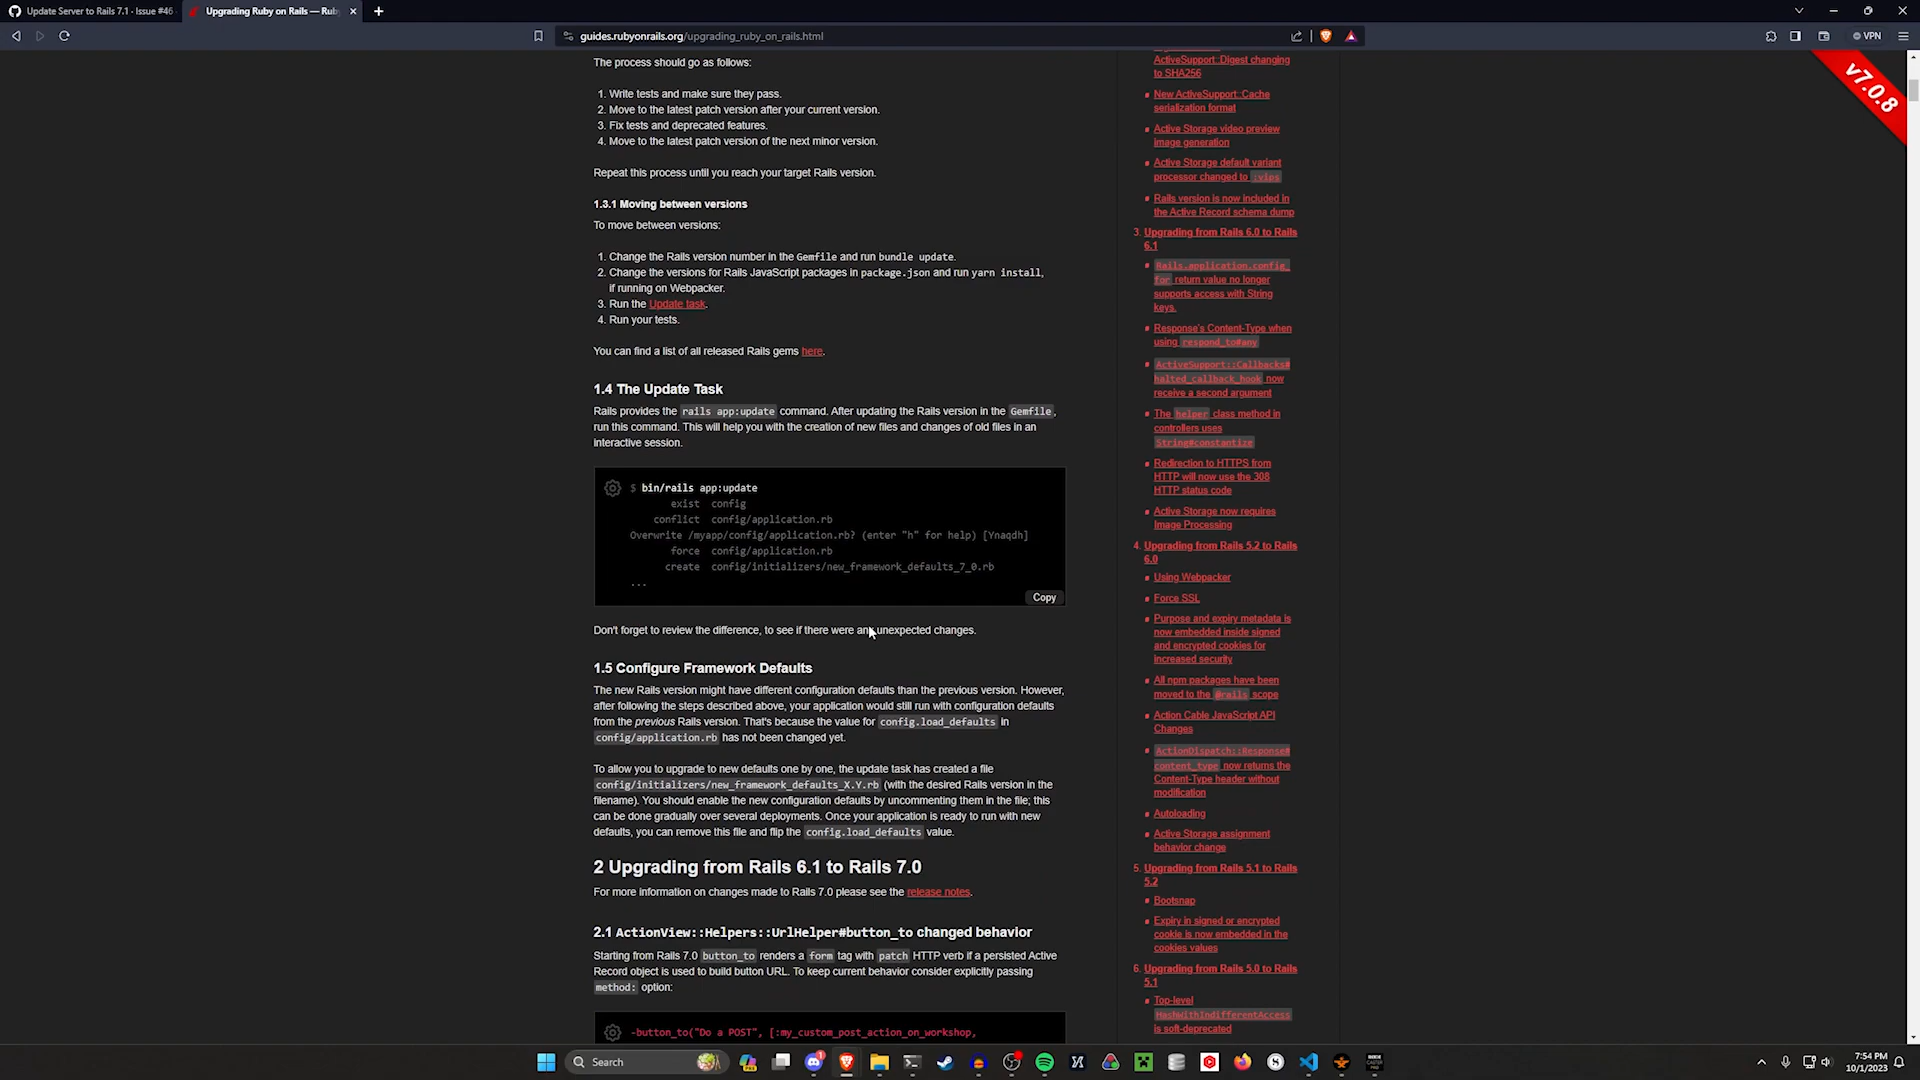 Update Server to Rails 7.1 · Issue #46
Upgrading Ruby on Rails — Ruby
guides.rubyonrails.org/upgrading_ruby_on_rails.html
VPN
v7.0.8
The process should go as follows:
1. Write tests and make sure they pass.
2. Move to the latest patch version after your current version.
3. Fix tests and deprecated features.
4. Move to the latest patch version of the next minor version.
Repeat this process until you reach your target Rails version.
1.3.1 Moving between versions
To move between versions:
1. Change the Rails version number in the Gemfile and run bundle update.
2. Change the versions for Rails JavaScript packages in package.json and run yarn install,
if running on Webpacker.
3. Run the Update task.
4. Run your tests.
You can find a list of all released Rails gems here.
1.4 The Update Task
Rails provides the rails app:update command. After updating the Rails version in the Gemfile,
run this command. This will help you with the creation of new files and changes of old files in an
interactive session.
$ bin/rails app:update
exist config
conflict config/application.rb
Overwrite /myapp/config/application.rb? (enter "h" for help) [Ynaqdh]
force config/application.rb
create config/initializers/new_framework_defaults_7_0.rb
...
Copy
Don't forget to review the difference, to see if there were any unexpected changes.
1.5 Configure Framework Defaults
The new Rails version might have different configuration defaults than the previous version. However,
after following the steps described above, your application would still run with configuration defaults
from the previous Rails version. That's because the value for config.load_defaults in
config/application.rb has not been changed yet.
To allow you to upgrade to new defaults one by one, the update task has created a file
config/initializers/new_framework_defaults_X.Y.rb (with the desired Rails version in the
filename). You should enable the new configuration defaults by uncommenting them in the file; this
can be done gradually over several deployments. Once your application is ready to run with new
defaults, you can remove this file and flip the config.load_defaults value.
2 Upgrading from Rails 6.1 to Rails 7.0
For more information on changes made to Rails 7.0 please see the release notes.
2.1 ActionView::Helpers::UrlHelper#button_to changed behavior
Starting from Rails 7.0 button_to renders a form tag with patch HTTP verb if a persisted Active
Record object is used to build button URL. To keep current behavior consider explicitly passing
method: option:
-button_to("Do a POST", [:my_custom_post_action_on_workshop,
ActiveSupport::Digest changing
to SHA256
New ActiveSupport::Cache
serialization format
Active Storage video preview
image generation
Active Storage default variant
processor changed to :vips
Rails version is now included in
the Active Record schema dump
3. Upgrading from Rails 6.0 to Rails
6.1
Rails.application.config_
for return value no longer
supports access with String
keys.
Response's Content-Type when
using respond_to#any
ActiveSupport::Callbacks#
halted_callback_hook now
receive a second argument
The helper class method in
controllers uses
String#constantize
Redirection to HTTPS from
HTTP will now use the 308
HTTP status code
Active Storage now requires
Image Processing
4. Upgrading from Rails 5.2 to Rails
6.0
Using Webpacker
Force SSL
Purpose and expiry metadata is
now embedded inside signed
and encrypted cookies for
increased security
All npm packages have been
moved to the @rails scope
Action Cable JavaScript API
Changes
ActionDispatch::Response#
content_type now returns the
Content-Type header without
modification
Autoloading
Active Storage assignment
behavior change
5. Upgrading from Rails 5.1 to Rails
5.2
Bootsnap
Expiry in signed or encrypted
cookie is now embedded in the
cookies values
6. Upgrading from Rails 5.0 to Rails
5.1
Top-level
HashWithIndifferentAccess
is soft-deprecated
Search
7:54 PM
10/1/2023